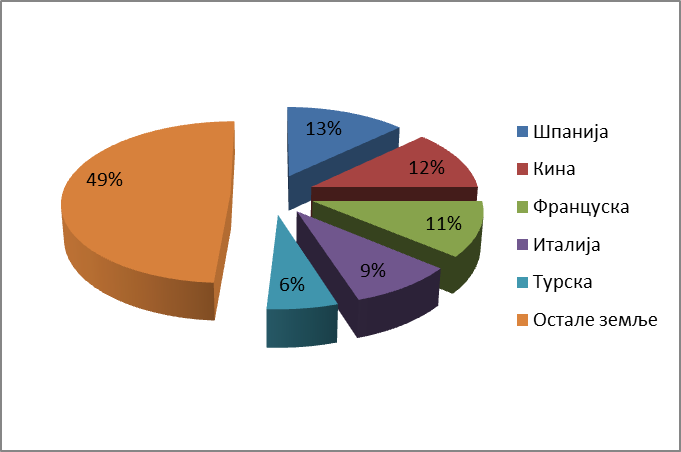 13%
12%
11%
9%
6%
49%
Шпанија
Кина
Француска
Италија
Турска
Остале земље